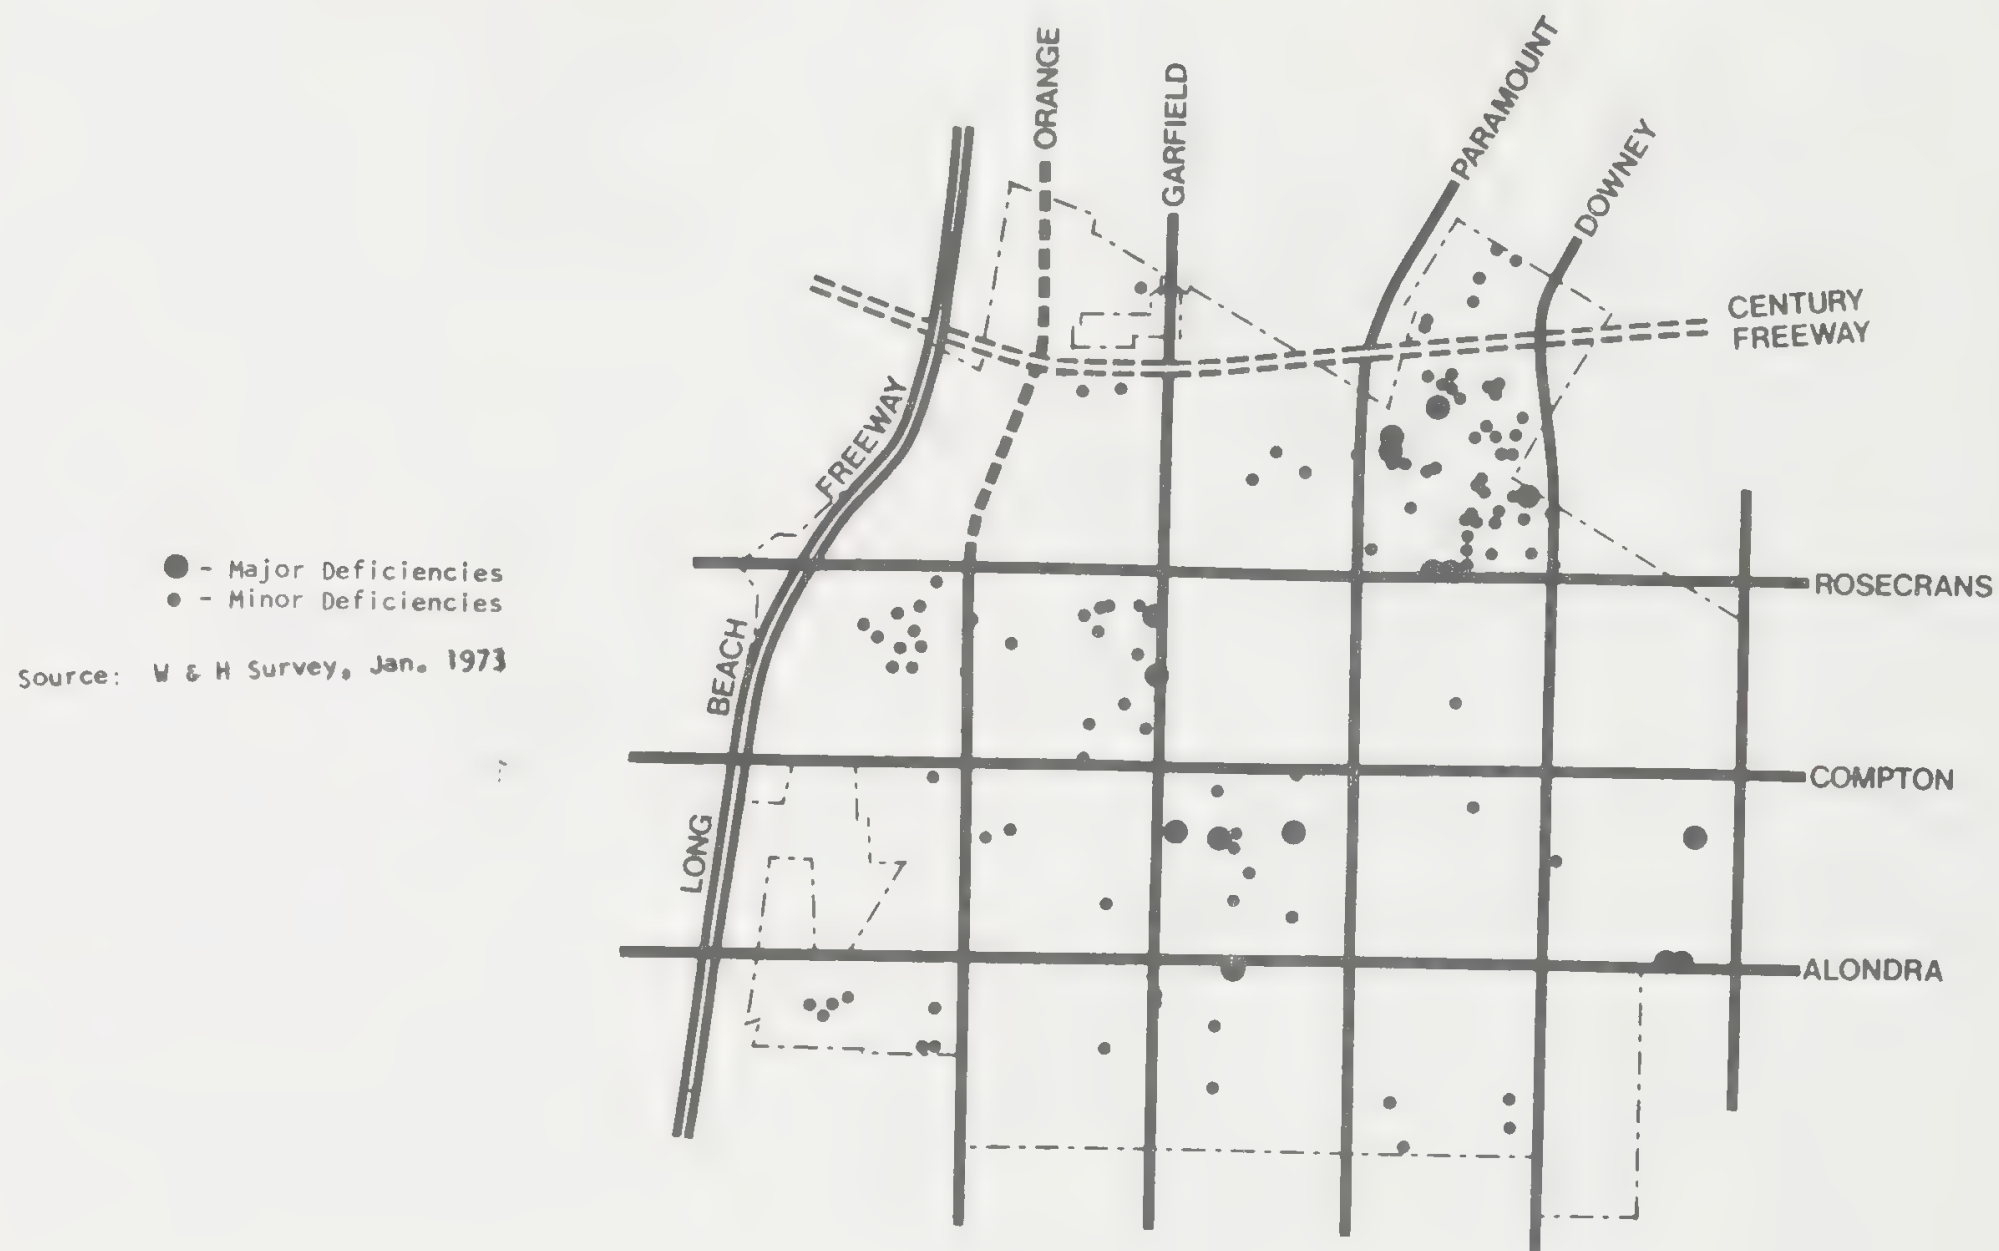 ORANGE
GARFIELD
PARAMOUNT
DOWNEY
CENTURY
FREEWAY
FREEWAY
● - Major Deficiencies
● - Minor Deficiencies
ROSECRANS
Source: W & H Survey, Jan. 1973
BEACH
COMPTON
LONG
ALONDRA